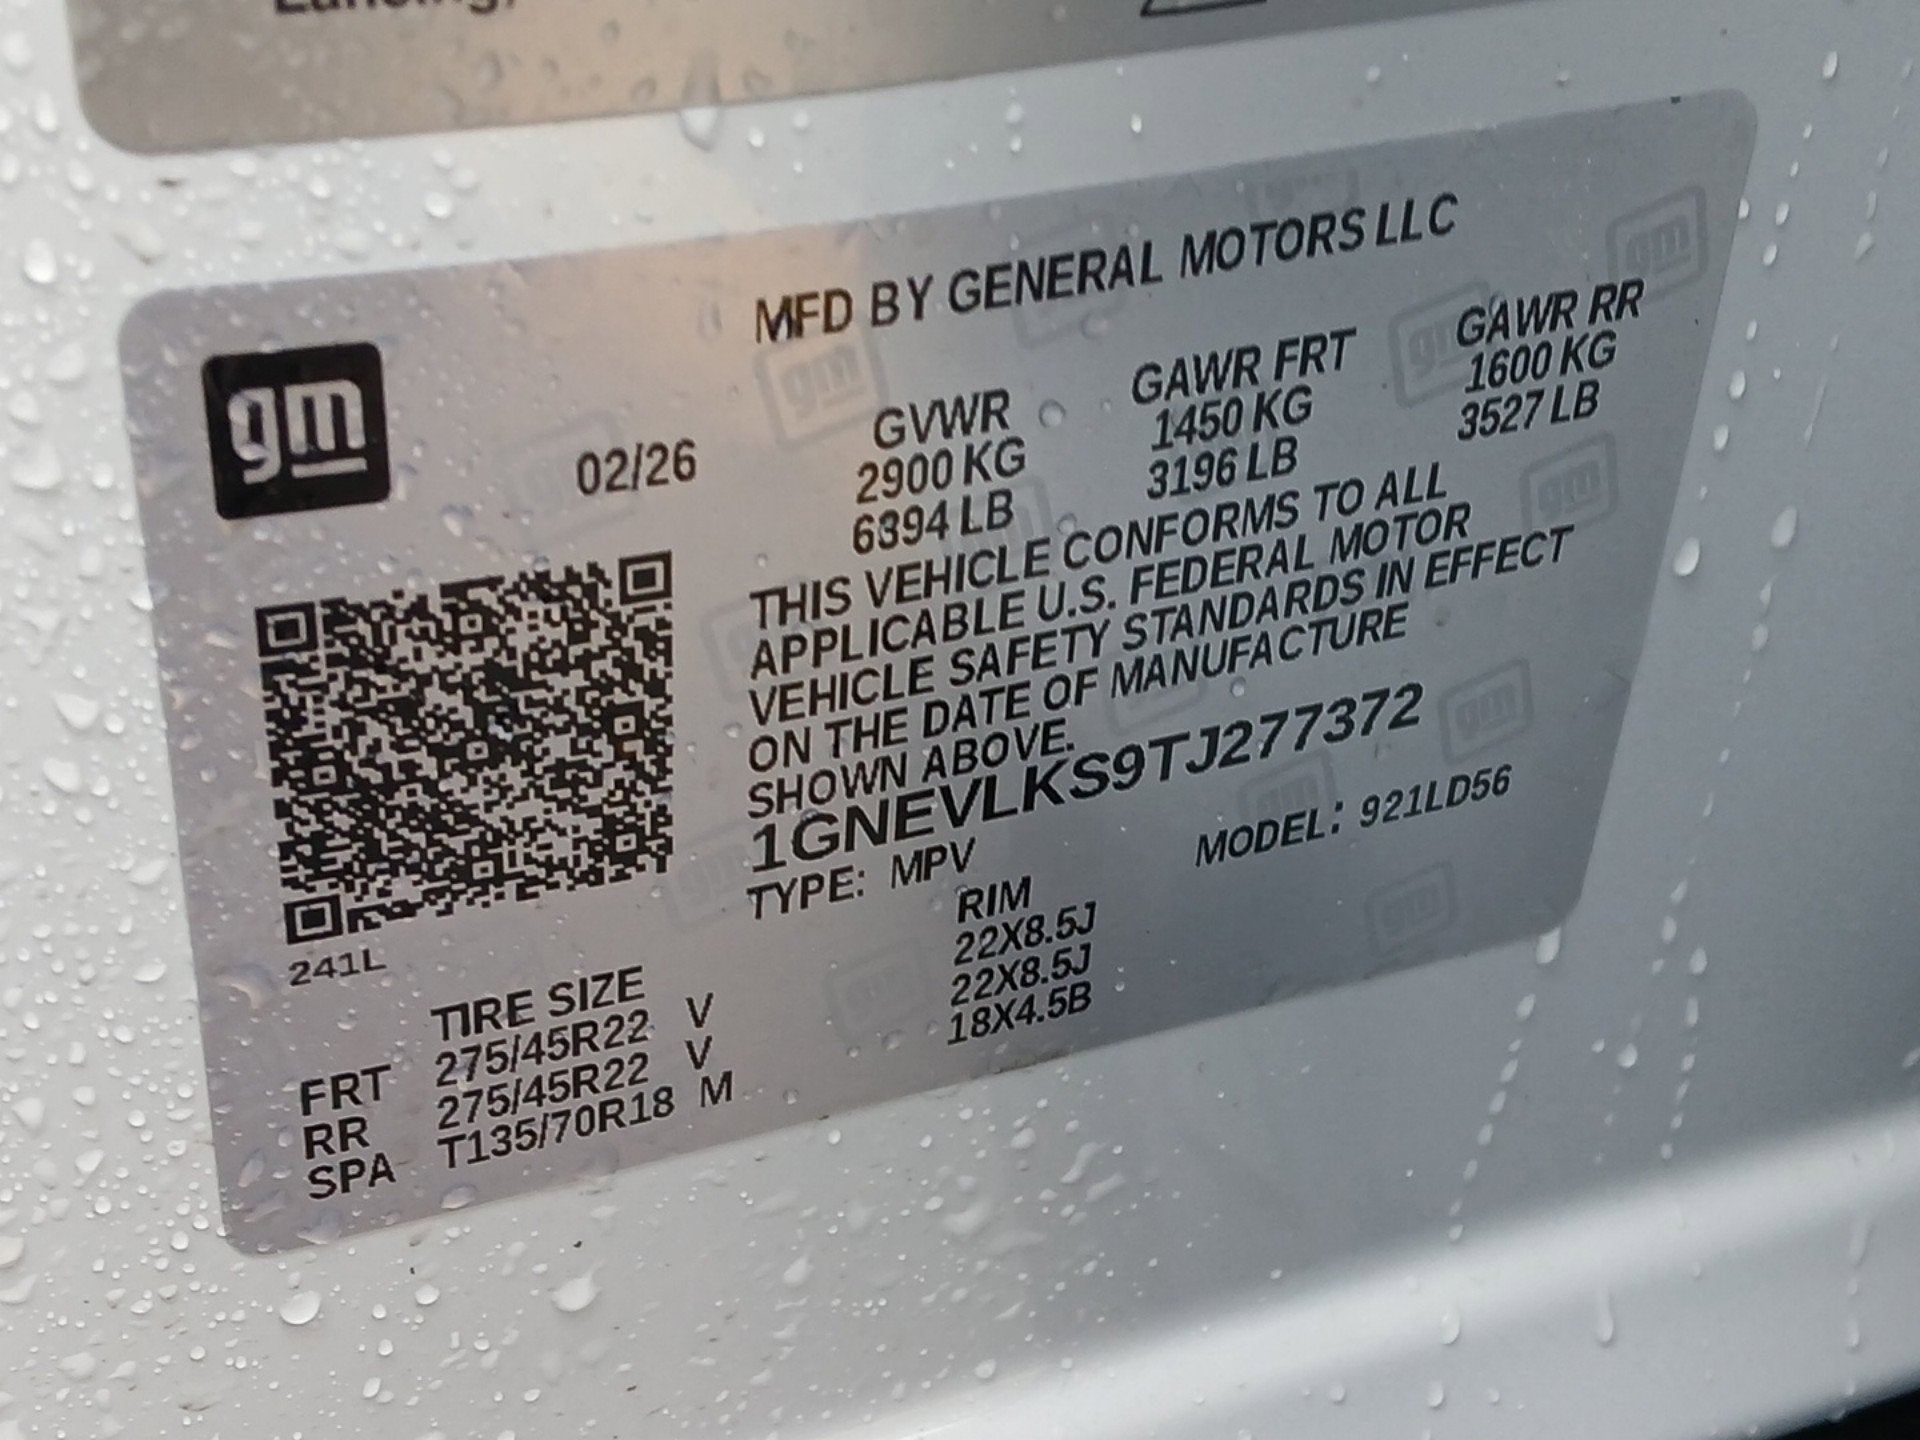 Lansing,
MFD BY GENERAL MOTORS LLC
gm
02/26
GVWR GAWR FRT GAWR RR
2900 KG 1450 KG 1600 KG
6394 LB 3196 LB 3527 LB
THIS VEHICLE CONFORMS TO ALL
APPLICABLE U.S. FEDERAL MOTOR
VEHICLE SAFETY STANDARDS IN EFFECT
ON THE DATE OF MANUFACTURE
SHOWN ABOVE.
1GNEVLKS9TJ277372
TYPE: MPV MODEL: 921LD56
241L
TIRE SIZE RIM
FRT 275/45R22 V 22X8.5J
RR 275/45R22 V 22X8.5J
SPA T135/70R18 M 18X4.5B